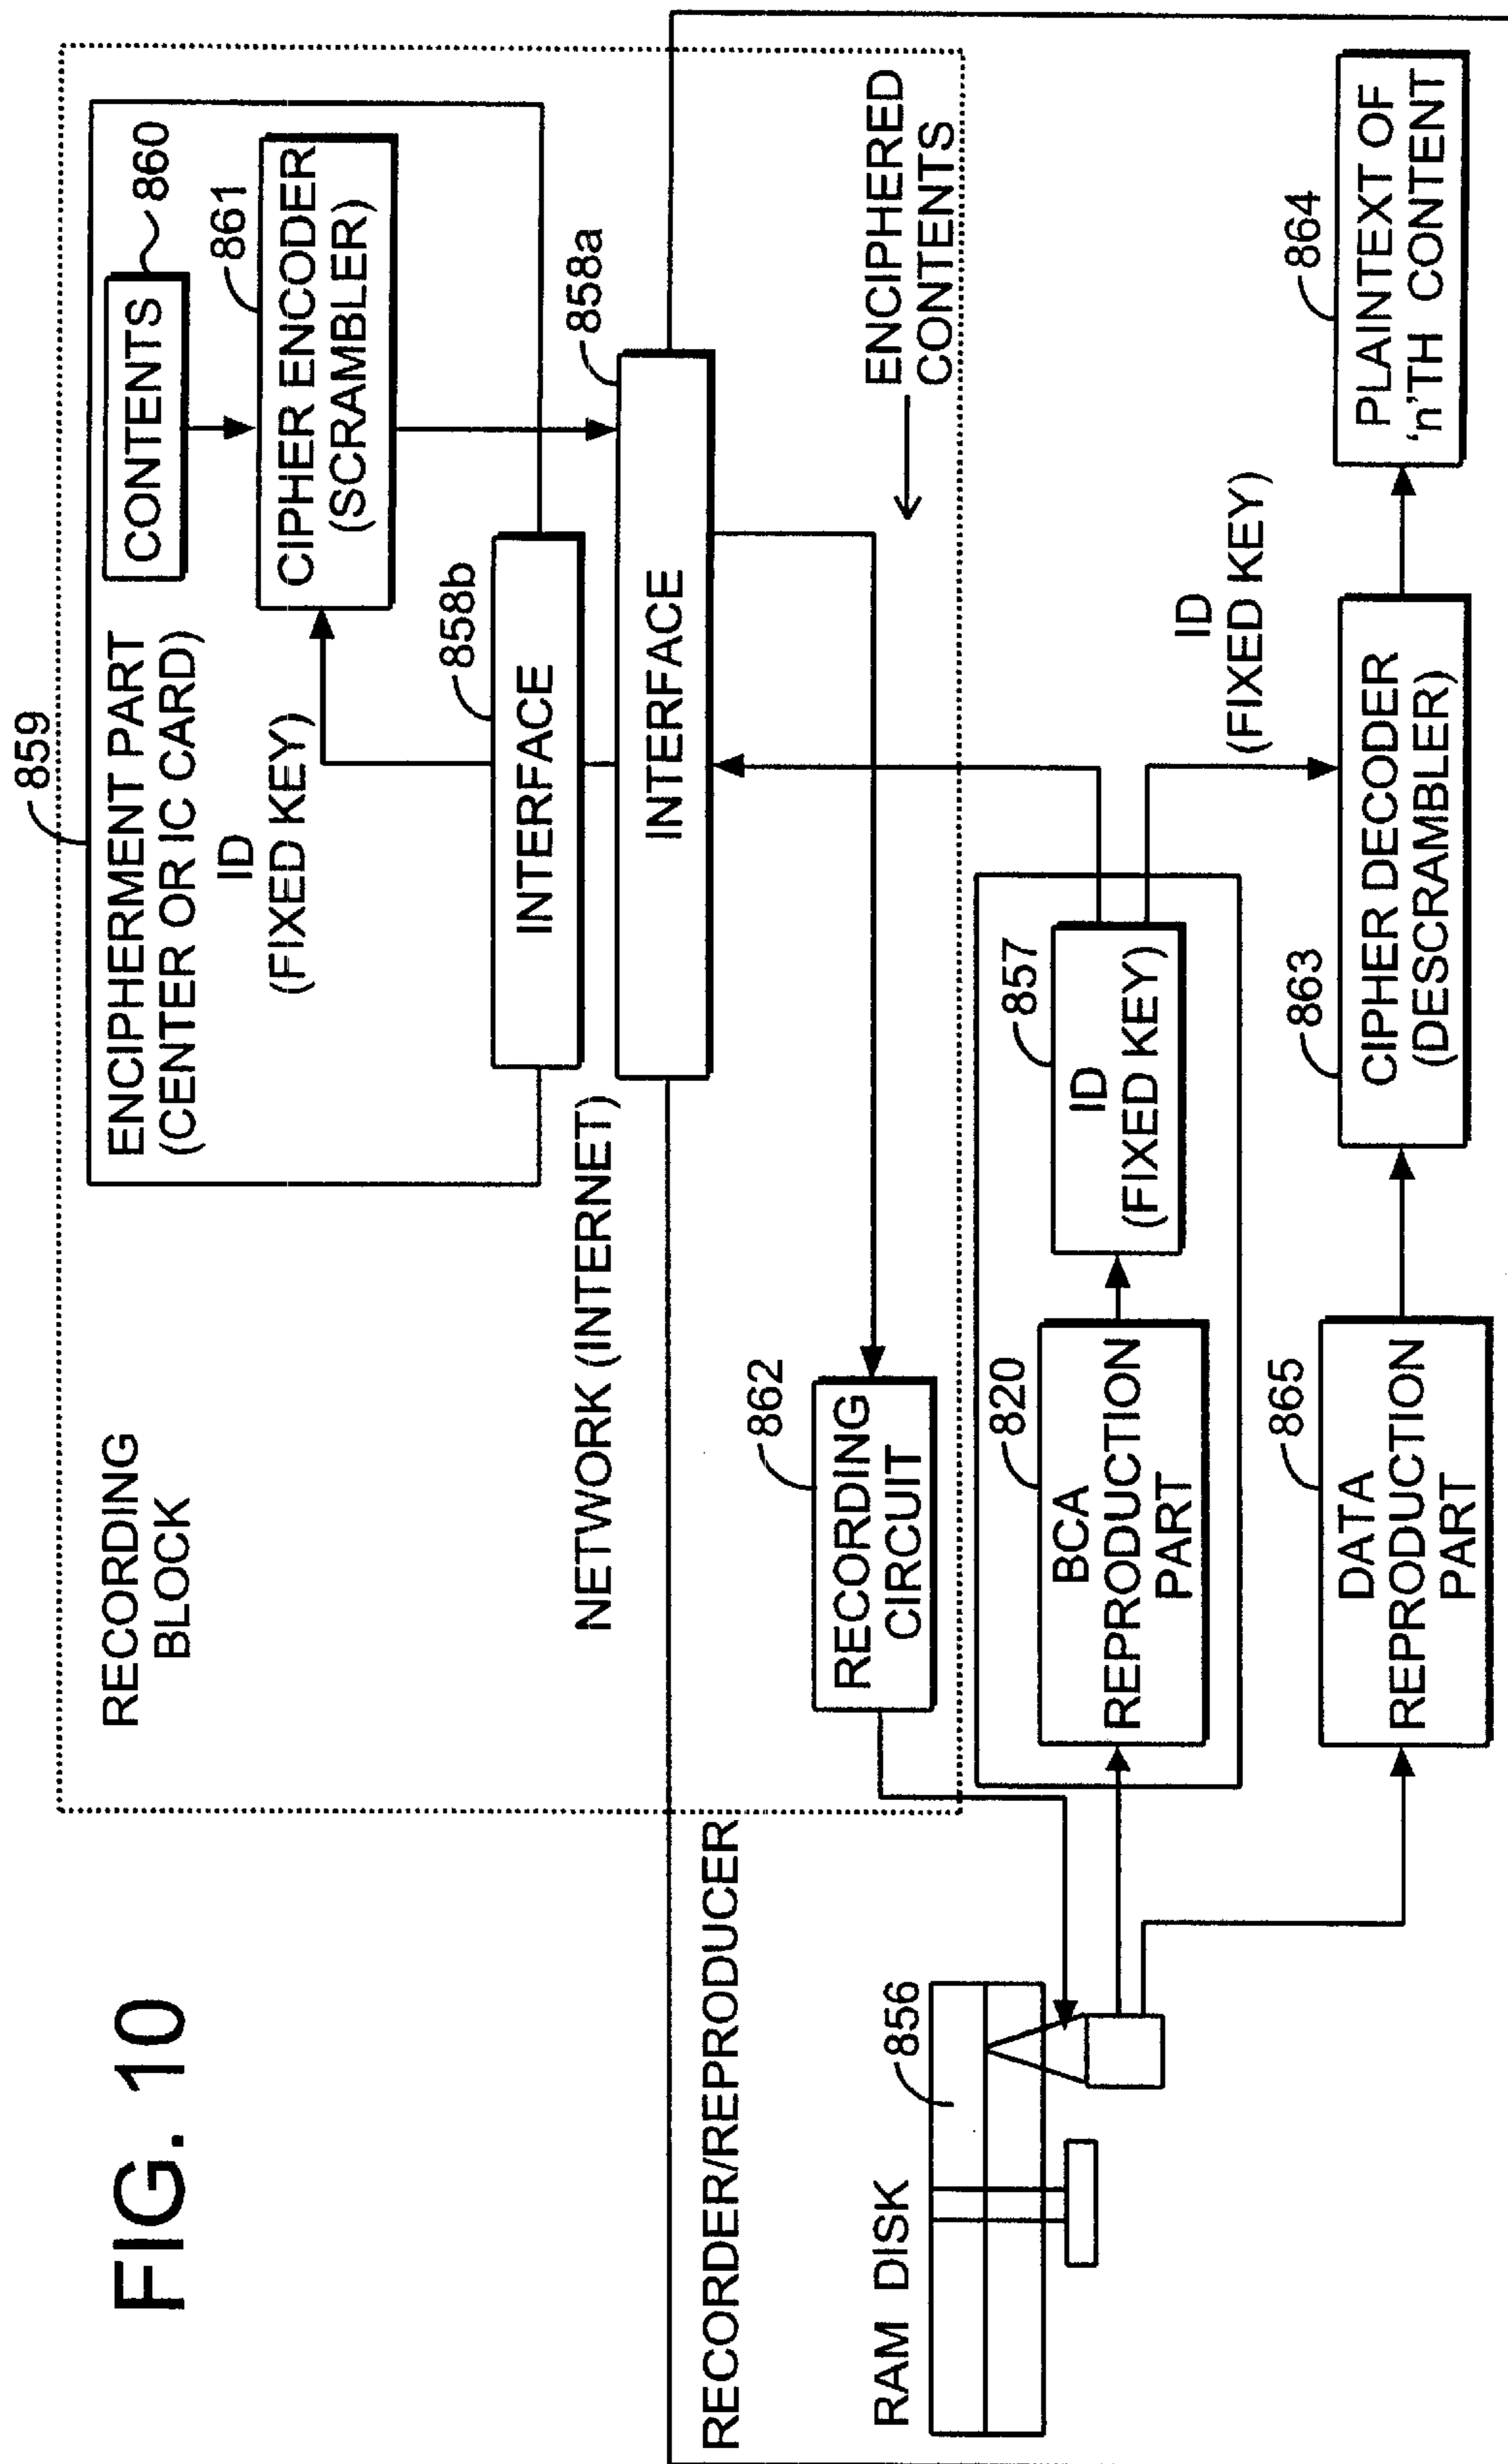 FIG. 10
RECORDING
BLOCK
859
ENCIPHERMENT PART
(CENTER OR IC CARD)
CONTENTS
860
ID
(FIXED KEY)
861
CIPHER ENCODER
(SCRAMBLER)
858b
INTERFACE
NETWORK (INTERNET)
858a
INTERFACE
RECORDER/REPRODUCER
862
RECORDING
CIRCUIT
ENCIPHERED
CONTENTS
RAM DISK
856
820
BCA
REPRODUCTION
PART
857
ID
(FIXED KEY)
ID
(FIXED KEY)
865
DATA
REPRODUCTION
PART
863
CIPHER DECODER
(DESCRAMBLER)
864
PLAINTEXT OF
'n'TH CONTENT